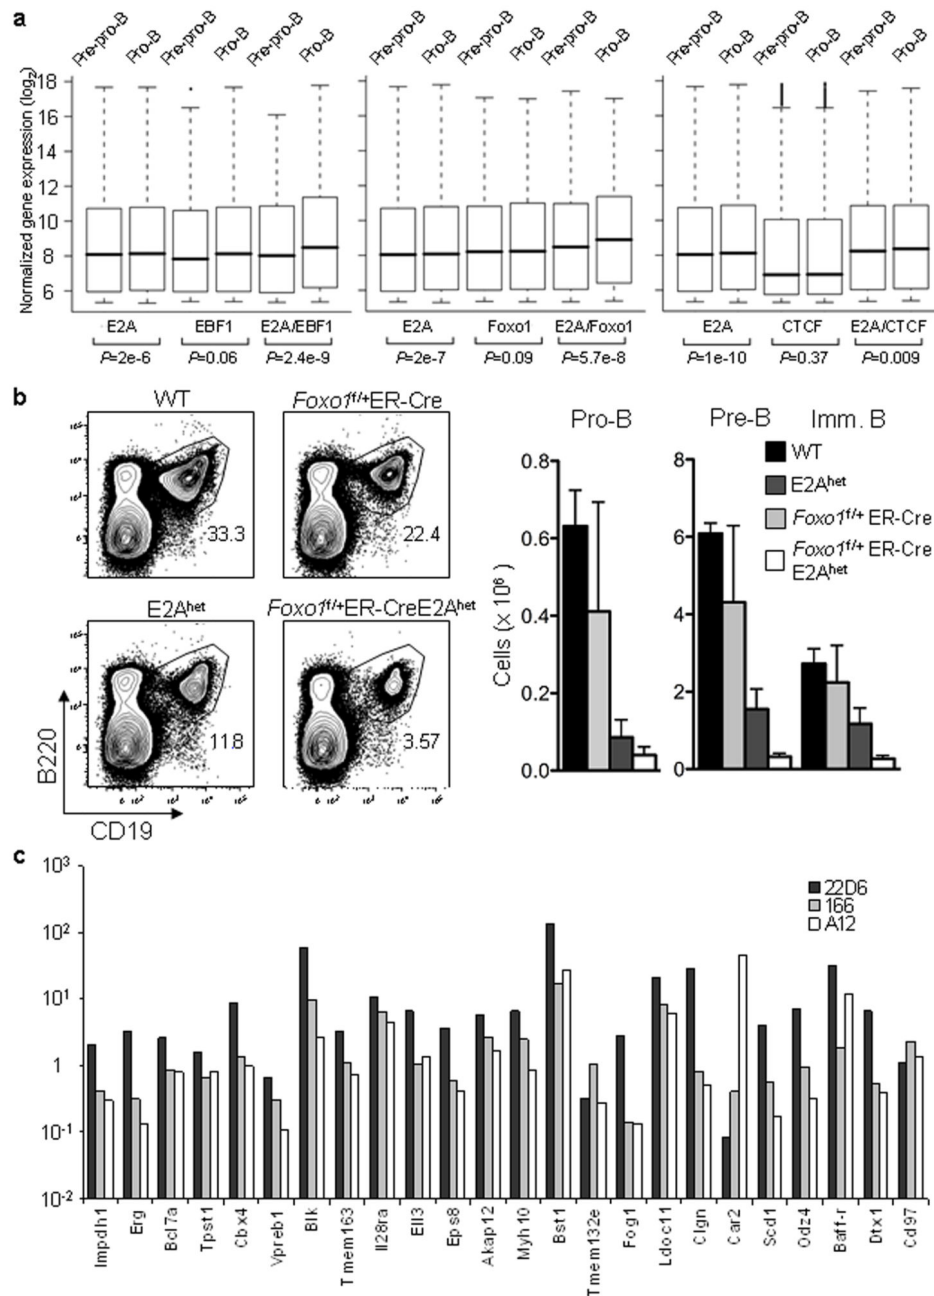 a
Pre-pro-B Pro-B Pre-pro-B Pro-B Pre-pro-B Pro-B Pre-pro-B Pro-B Pre-pro-B Pro-B Pre-pro-B Pro-B Pre-pro-B Pro-B Pre-pro-B Pro-B Pre-pro-B Pro-B
Normalized gene expression (log2)
18
16
14
12
10
8
6
E2A EBF1 E2A/EBF1 E2A Foxo1 E2A/Foxo1 E2A CTCF E2A/CTCF
P=2e-6 P=0.06 P=2.4e-9 P=2e-7 P=0.09 P=5.7e-8 P=1e-10 P=0.37 P=0.009
b
WT Foxo1f/+ER-Cre
33.3 22.4
E2Ahet Foxo1f/+ER-CreE2Ahet
11.8 3.57
B220
CD19
Pro-B Pre-B Imm. B
WT
E2Ahet
Foxo1f/+ ER-Cre
Foxo1f/+ ER-Cre
E2Ahet
Cells (x 10⁶)
0.8
0.6
0.4
0.2
0.0
8
6
4
2
0
c
22D6
166
A12
10³
10²
10¹
1
10-1
10-2
Impdh1 Erg Bcl7a Tpst1 Cbx4 Vpreb1 Blk Tmem163 Il28ra Ell3 Eps8 Akap12 Myh10 Bst1 Tmem132e Fog1 Ldoc11 Clgn Car2 Scd1 Odz4 Baff-r Dtx1 Cd97